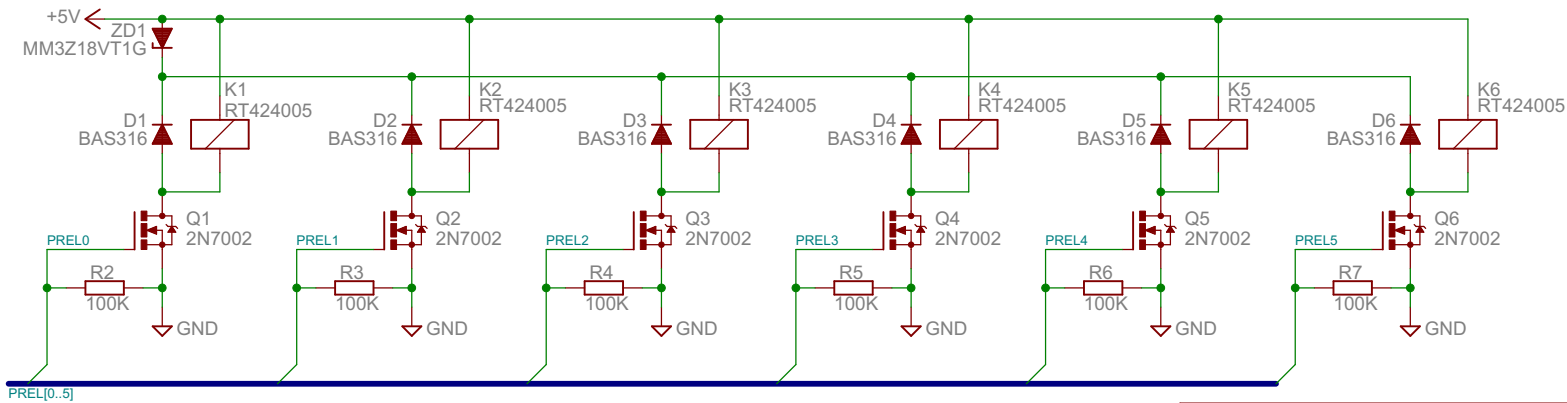 +5V
ZD1
MM3Z18VT1G
K1
RT424005
K2
RT424005
K3
RT424005
K4
RT424005
K5
RT424005
K6
RT424005
D1
BAS316
D2
BAS316
D3
BAS316
D4
BAS316
D5
BAS316
D6
BAS316
Q1
2N7002
Q2
2N7002
Q3
2N7002
Q4
2N7002
Q5
2N7002
Q6
2N7002
PREL0
PREL1
PREL2
PREL3
PREL4
PREL5
R2
100K
R3
100K
R4
100K
R5
100K
R6
100K
R7
100K
GND
GND
GND
GND
GND
GND
PREL[0..5]